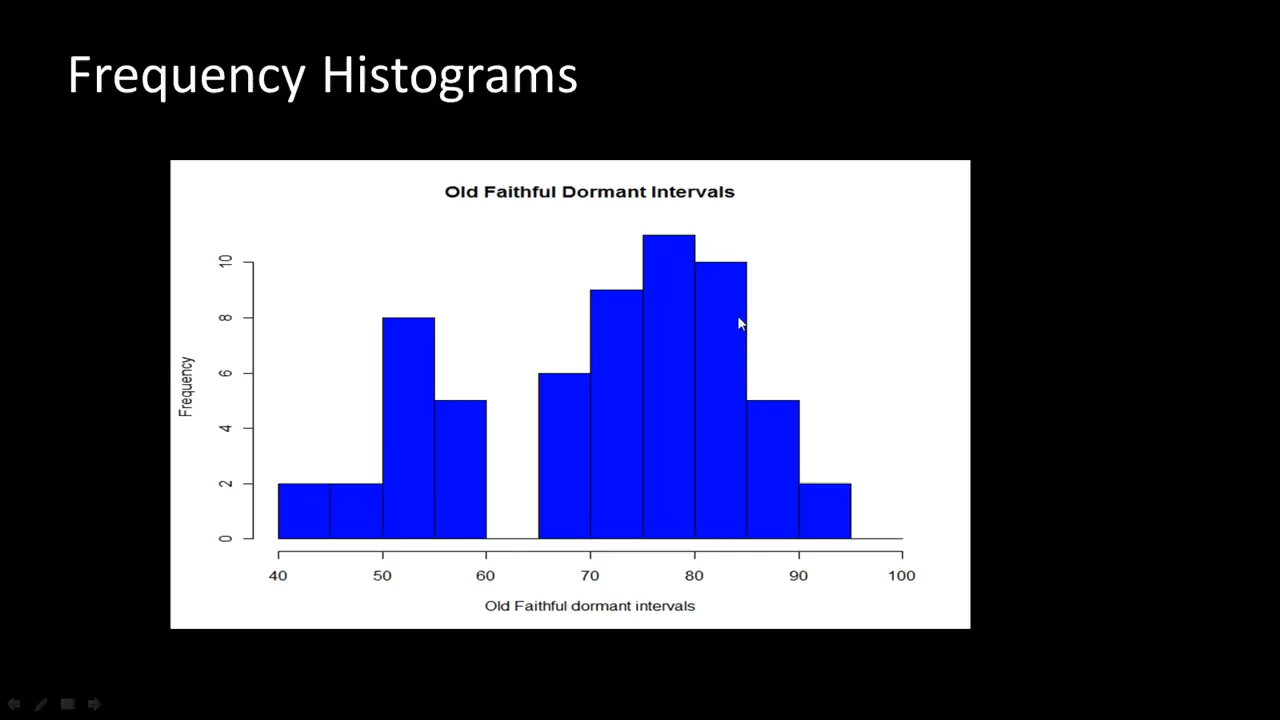 Frequency Histograms
Old Faithful Dormant Intervals
Frequency
10
8
6
4
2
0
40 50 60 70 80 90 100
Old Faithful dormant intervals